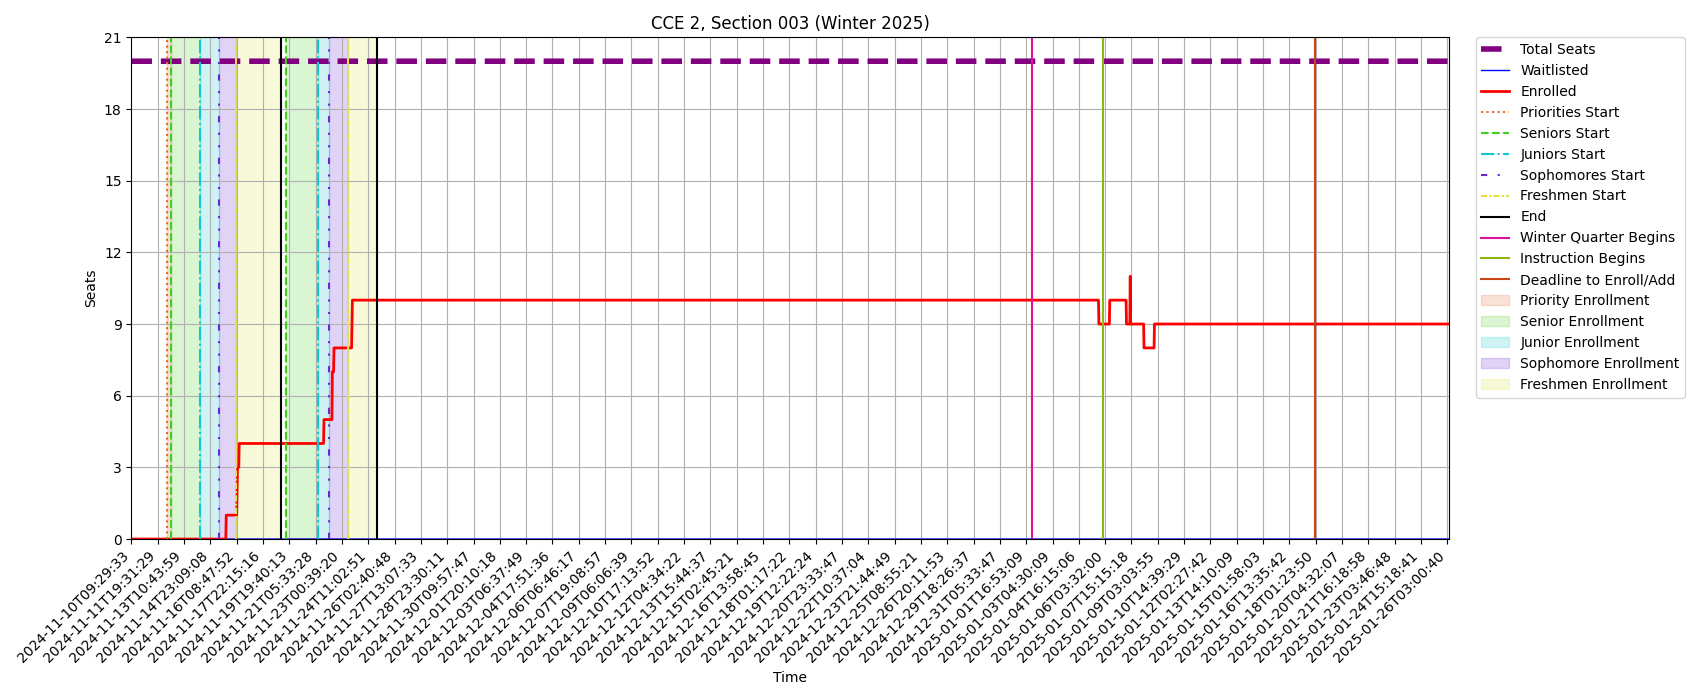 CCE 2, Section 003 (Winter 2025)
21
18
15
12
9
6
3
0
Seats
2024-11-10T09:29:33
2024-11-11T19:31:29
2024-11-13T10:43:59
2024-11-14T23:09:08
2024-11-16T08:47:52
2024-11-17T22:15:16
2024-11-19T19:40:13
2024-11-21T05:33:28
2024-11-23T00:39:20
2024-11-24T11:02:51
2024-11-26T02:40:48
2024-11-27T13:07:33
2024-11-28T23:30:11
2024-11-30T09:57:47
2024-12-01T20:10:18
2024-12-03T06:37:49
2024-12-04T17:51:36
2024-12-06T06:46:17
2024-12-07T19:08:57
2024-12-09T06:06:39
2024-12-10T17:13:52
2024-12-12T04:34:22
2024-12-13T15:44:37
2024-12-15T02:45:21
2024-12-16T13:58:45
2024-12-18T01:17:22
2024-12-19T12:22:24
2024-12-20T23:33:47
2024-12-22T10:37:04
2024-12-23T21:44:49
2024-12-25T08:55:21
2024-12-26T20:11:53
2024-12-29T18:26:37
2024-12-31T05:33:47
2025-01-01T16:53:09
2025-01-03T04:30:09
2025-01-04T16:15:06
2025-01-06T03:32:00
2025-01-07T15:15:18
2025-01-09T03:03:55
2025-01-10T14:39:29
2025-01-12T02:27:42
2025-01-13T14:10:09
2025-01-15T01:58:03
2025-01-16T13:35:42
2025-01-18T01:23:50
2025-01-20T04:32:07
2025-01-21T16:18:58
2025-01-23T03:46:48
2025-01-24T15:18:41
2025-01-26T03:00:40
Time
Total Seats
Waitlisted
Enrolled
Priorities Start
Seniors Start
Juniors Start
Sophomores Start
Freshmen Start
End
Winter Quarter Begins
Instruction Begins
Deadline to Enroll/Add
Priority Enrollment
Senior Enrollment
Junior Enrollment
Sophomore Enrollment
Freshmen Enrollment